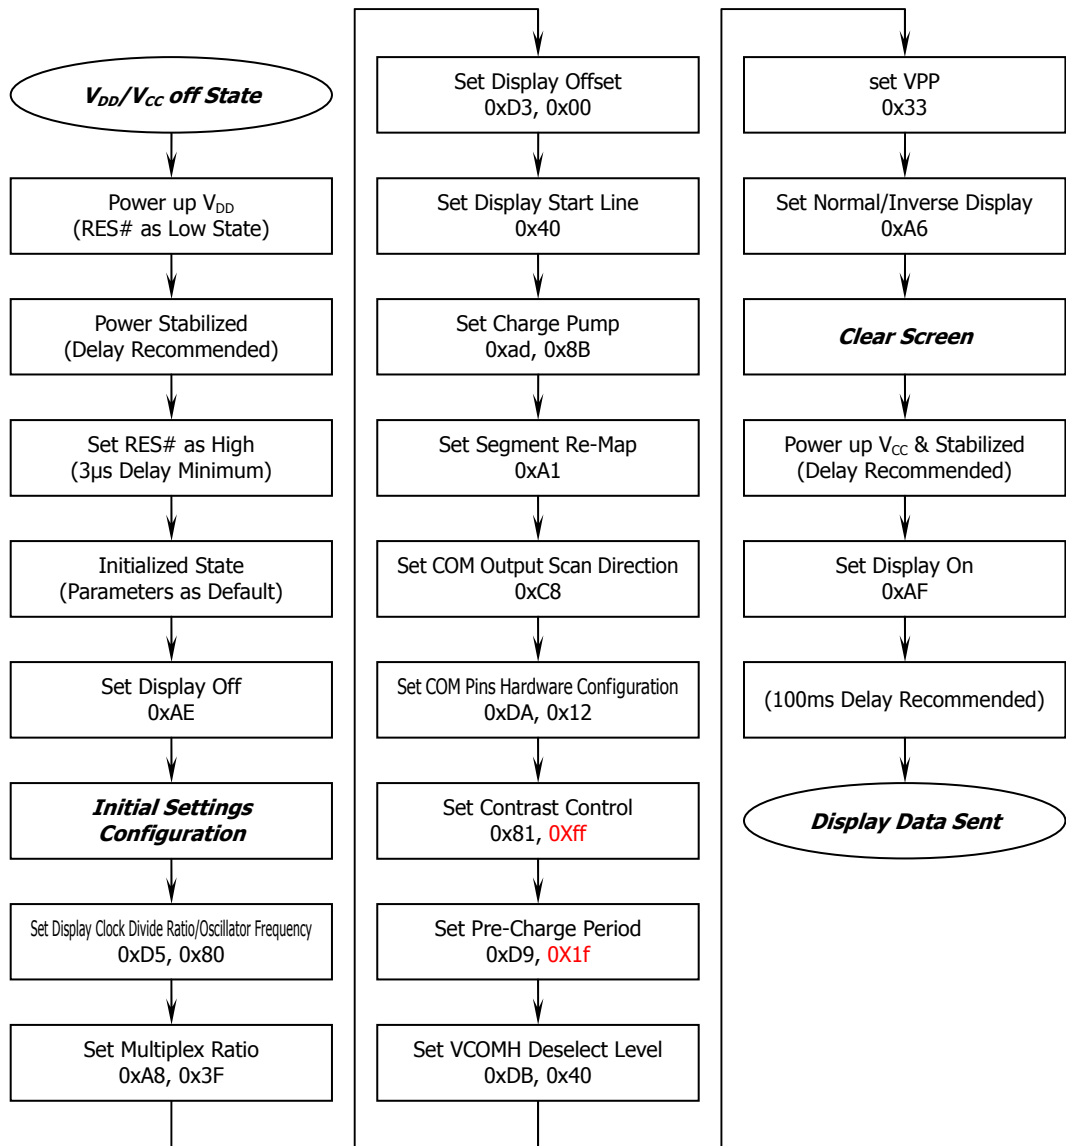 V_DD/V_CC off State
Power up V_DD
(RES# as Low State)
Power Stabilized
(Delay Recommended)
Set RES# as High
(3μs Delay Minimum)
Initialized State
(Parameters as Default)
Set Display Off
0xAE
Initial Settings
Configuration
Set Display Clock Divide Ratio/Oscillator Frequency
0xD5, 0x80
Set Multiplex Ratio
0xA8, 0x3F
Set Display Offset
0xD3, 0x00
Set Display Start Line
0x40
Set Charge Pump
0xad, 0x8B
Set Segment Re-Map
0xA1
Set COM Output Scan Direction
0xC8
Set COM Pins Hardware Configuration
0xDA, 0x12
Set Contrast Control
0x81, 0Xff
Set Pre-Charge Period
0xD9, 0X1f
Set VCOMH Deselect Level
0xDB, 0x40
set VPP
0x33
Set Normal/Inverse Display
0xA6
Clear Screen
Power up V_CC & Stabilized
(Delay Recommended)
Set Display On
0xAF
(100ms Delay Recommended)
Display Data Sent